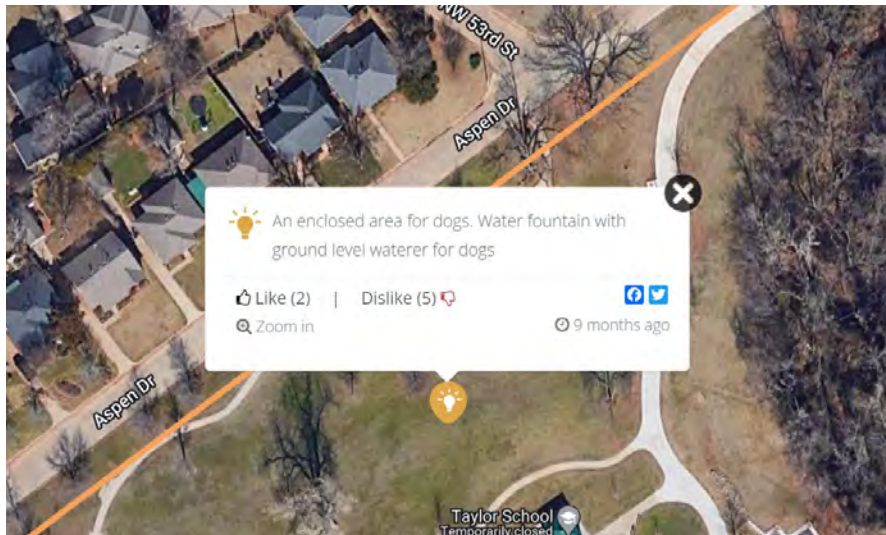 NW 53rd St
Aspen Dr
An enclosed area for dogs. Water fountain with
ground level waterer for dogs
Like (2) | Dislike (5)
Zoom in
9 months ago
Aspen Dr
Taylor School
Temporarily closed